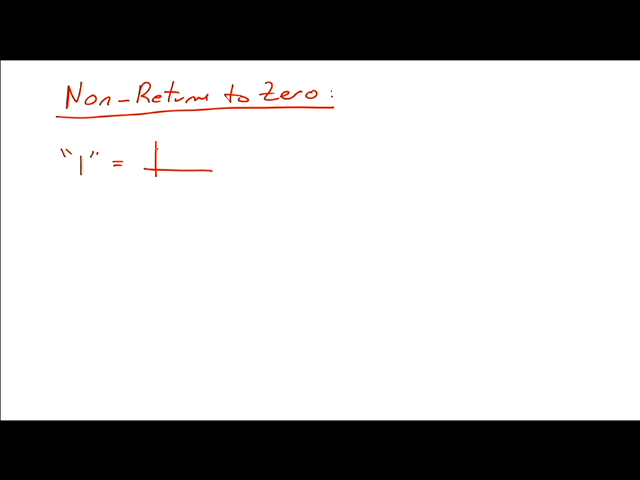 Non-Return to Zero:
"1" =